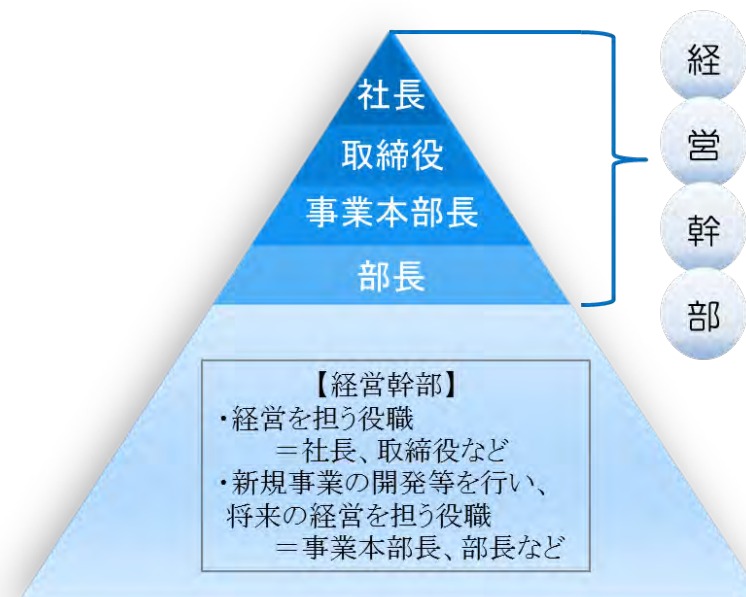 社長
取締役
事業本部長
部長
経
営
幹
部
【経営幹部】
・経営を担う役職
＝社長、取締役など
・新規事業の開発等を行い、
将来の経営を担う役職
＝事業本部長、部長など